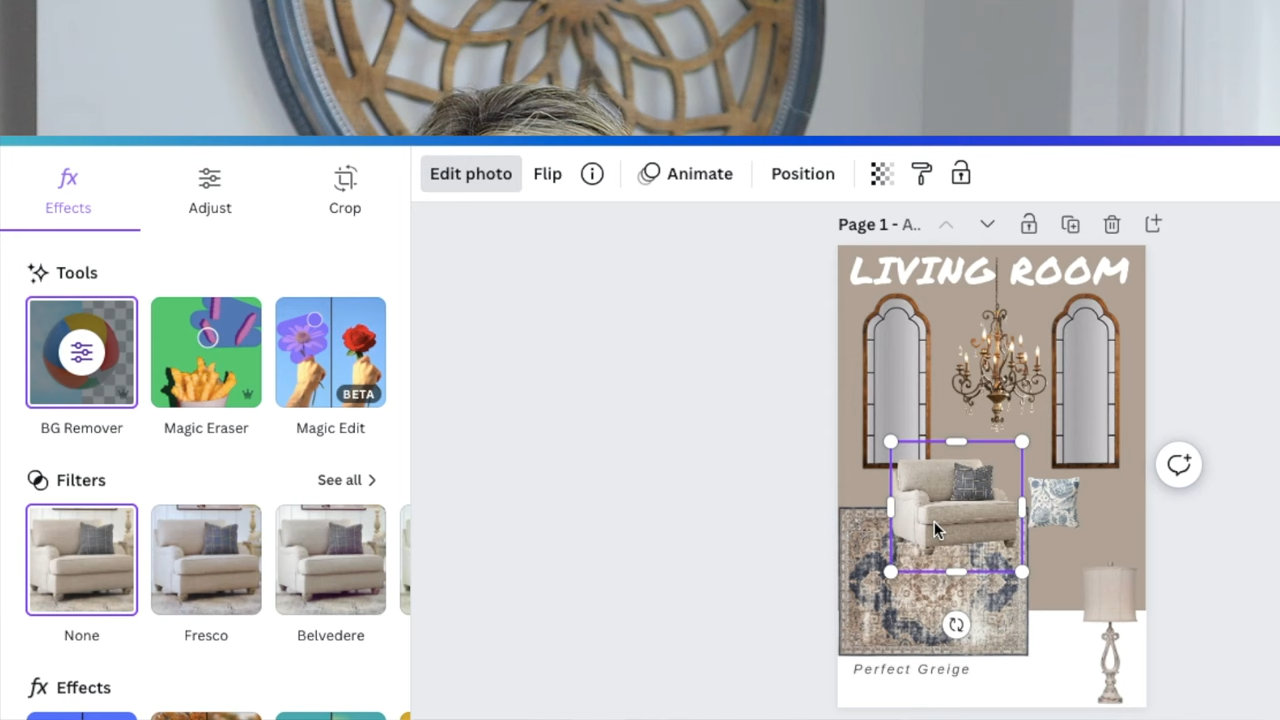 Edit photo Flip Animate Position
Effects Adjust Crop
Page 1 - A..
Tools
LIVING ROOM
BETA
BG Remover Magic Eraser Magic Edit
Filters See all
None Fresco Belvedere
Perfect Greige
fx Effects